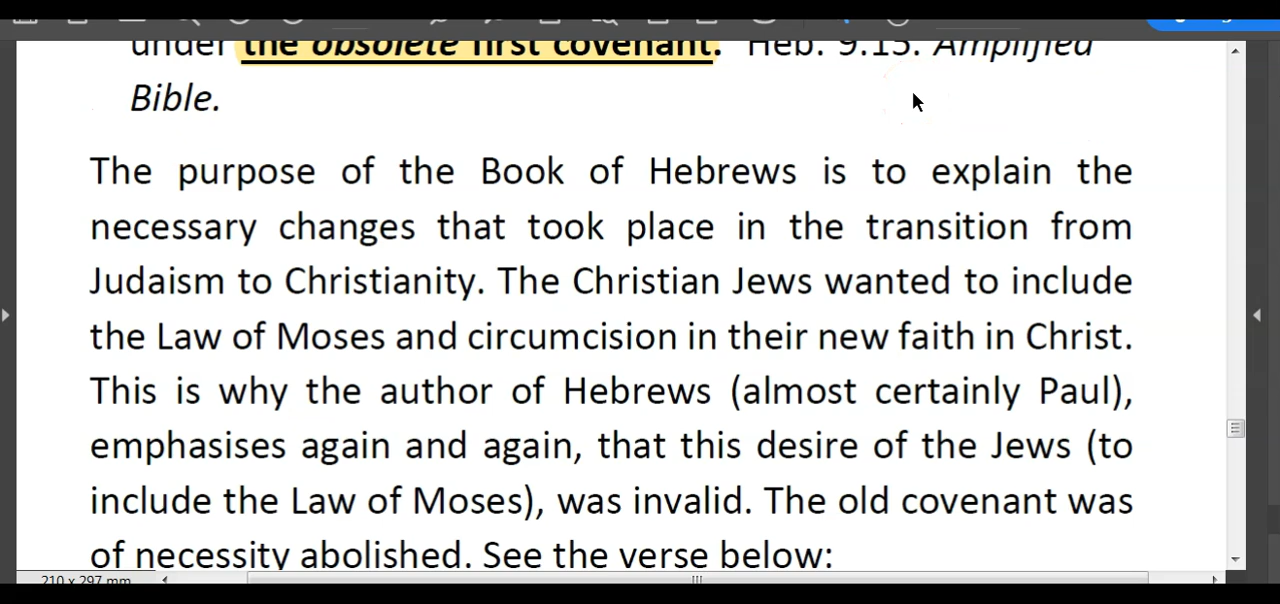 under the obsolete first covenant. Heb. 9:15. Amplified
Bible.
The purpose of the Book of Hebrews is to explain the
necessary changes that took place in the transition from
Judaism to Christianity. The Christian Jews wanted to include
the Law of Moses and circumcision in their new faith in Christ.
This is why the author of Hebrews (almost certainly Paul),
emphasises again and again, that this desire of the Jews (to
include the Law of Moses), was invalid. The old covenant was
of necessity abolished. See the verse below:
210 x 297 mm